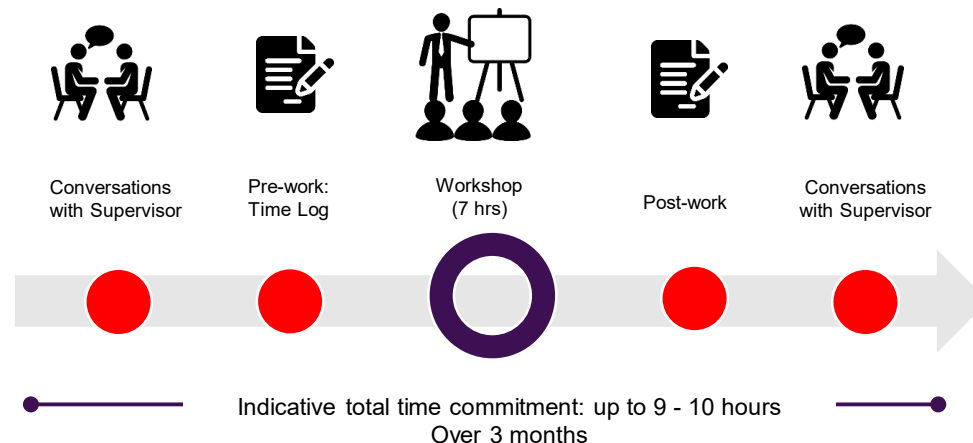 Conversations
with Supervisor
Pre-work:
Time Log
Workshop
(7 hrs)
Post-work
Conversations
with Supervisor
Indicative total time commitment: up to 9 - 10 hours
Over 3 months